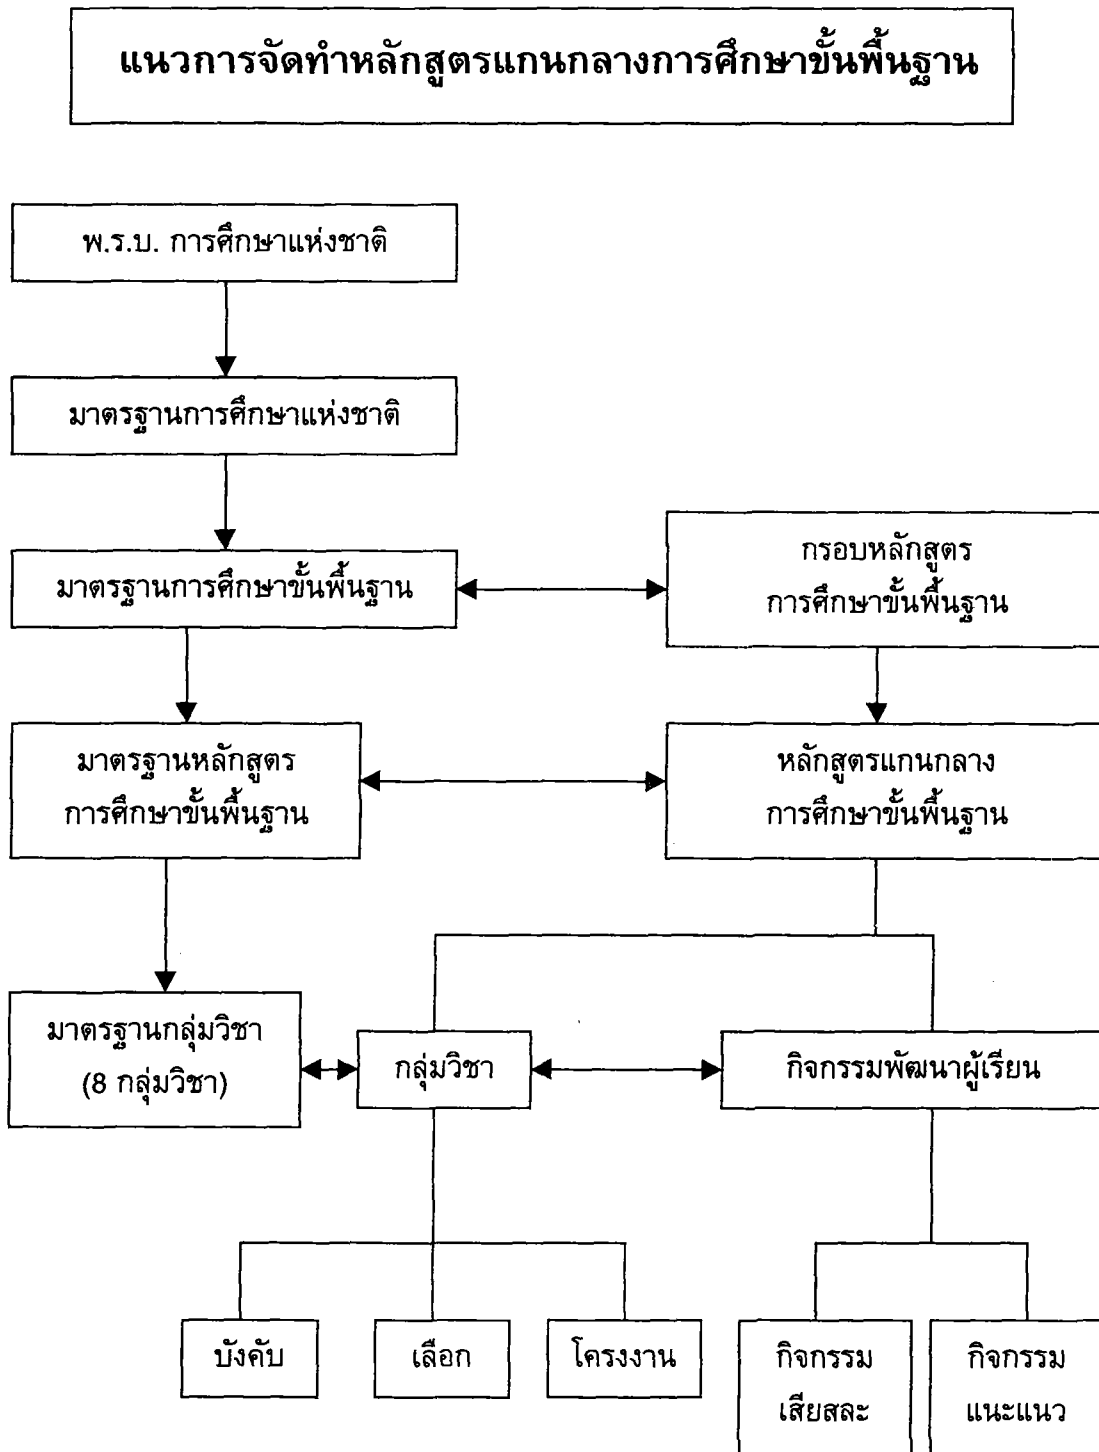 แนวการจัดทำหลักสูตรแกนกลางการศึกษาขั้นพื้นฐาน
พ.ร.บ. การศึกษาแห่งชาติ
มาตรฐานการศึกษาแห่งชาติ
มาตรฐานการศึกษาขั้นพื้นฐาน
กรอบหลักสูตร
การศึกษาขั้นพื้นฐาน
มาตรฐานหลักสูตร
การศึกษาขั้นพื้นฐาน
หลักสูตรแกนกลาง
การศึกษาขั้นพื้นฐาน
มาตรฐานกลุ่มวิชา
(8 กลุ่มวิชา)
กลุ่มวิชา
กิจกรรมพัฒนาผู้เรียน
บังคับ
เลือก
โครงงาน
กิจกรรม
เสียสละ
กิจกรรม
แนะแนว